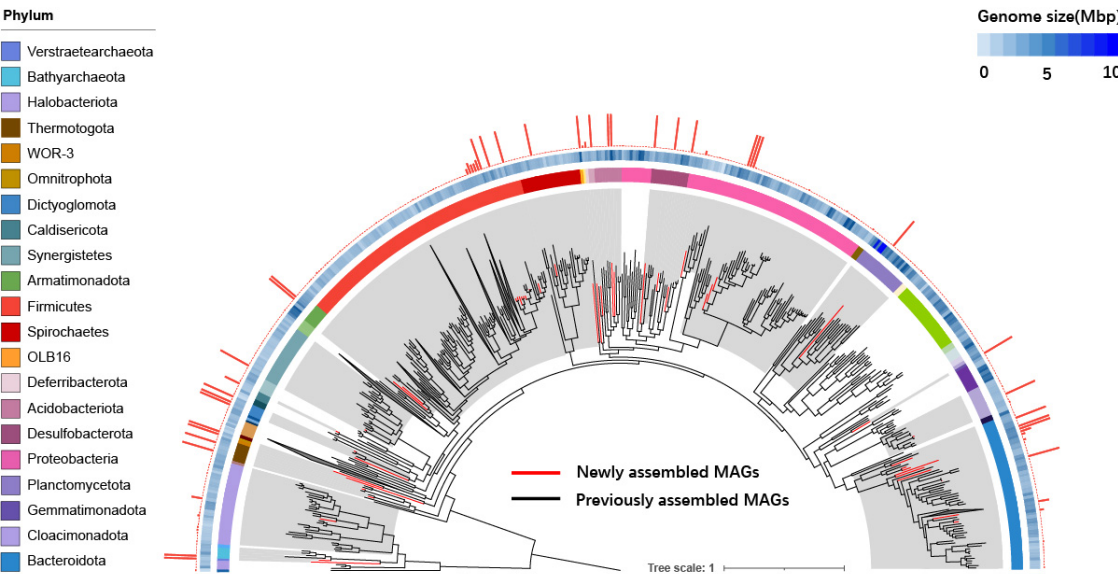 Phylum
Verstraetearchaeota
Bathyarchaeota
Halobacteriota
Thermotogota
WOR-3
Omnitrophota
Dictyoglomota
Caldisericota
Synergistetes
Armatimonadota
Firmicutes
Spirochaetes
OLB16
Deferribacterota
Acidobacteriota
Desulfobacterota
Proteobacteria
Planctomycetota
Gemmatimonadota
Cloacimonadota
Bacteroidota
Genome size(Mbp)
0 5 10
Newly assembled MAGs
Previously assembled MAGs
Tree scale: 1